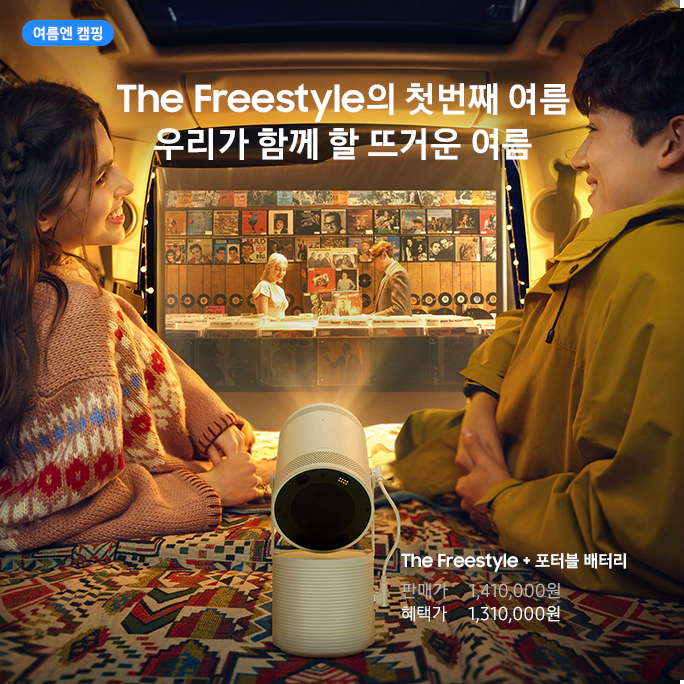 여름엔 캠핑
The Freestyle의 첫번째 여름
우리가 함께 할 뜨거운 여름
The Freestyle + 포터블 배터리
판매가 1,410,000원
혜택가 1,310,000원